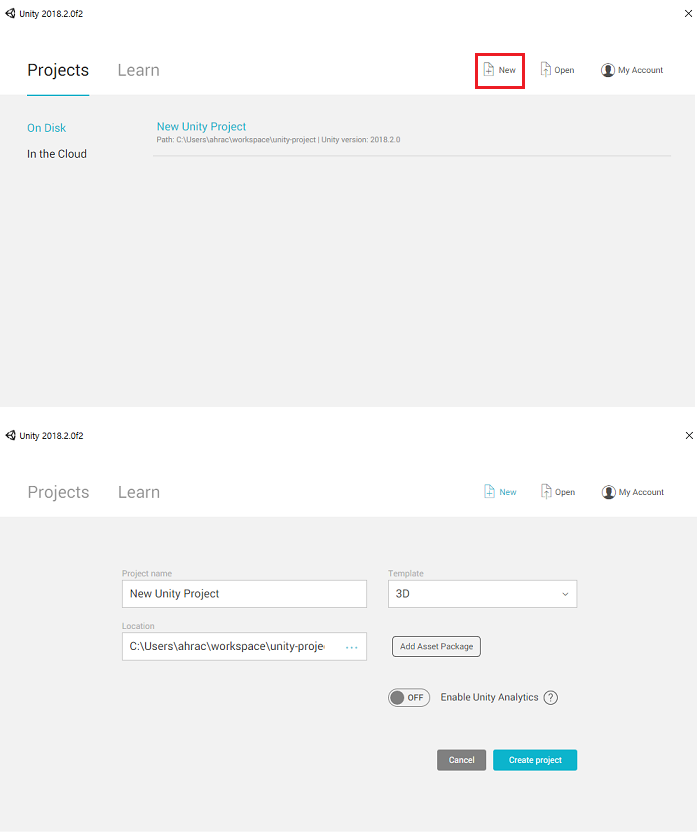 Unity 2018.2.0f2
Projects Learn New Open My Account
On Disk
New Unity Project
Path: C:\Users\ahrac\workspace\unity-project | Unity version: 2018.2.0
In the Cloud
Unity 2018.2.0f2
Projects Learn New Open My Account
Project name Template
New Unity Project 3D
Location
C:\Users\ahrac\workspace\unity-proje ... Add Asset Package
OFF Enable Unity Analytics ?
Cancel Create project